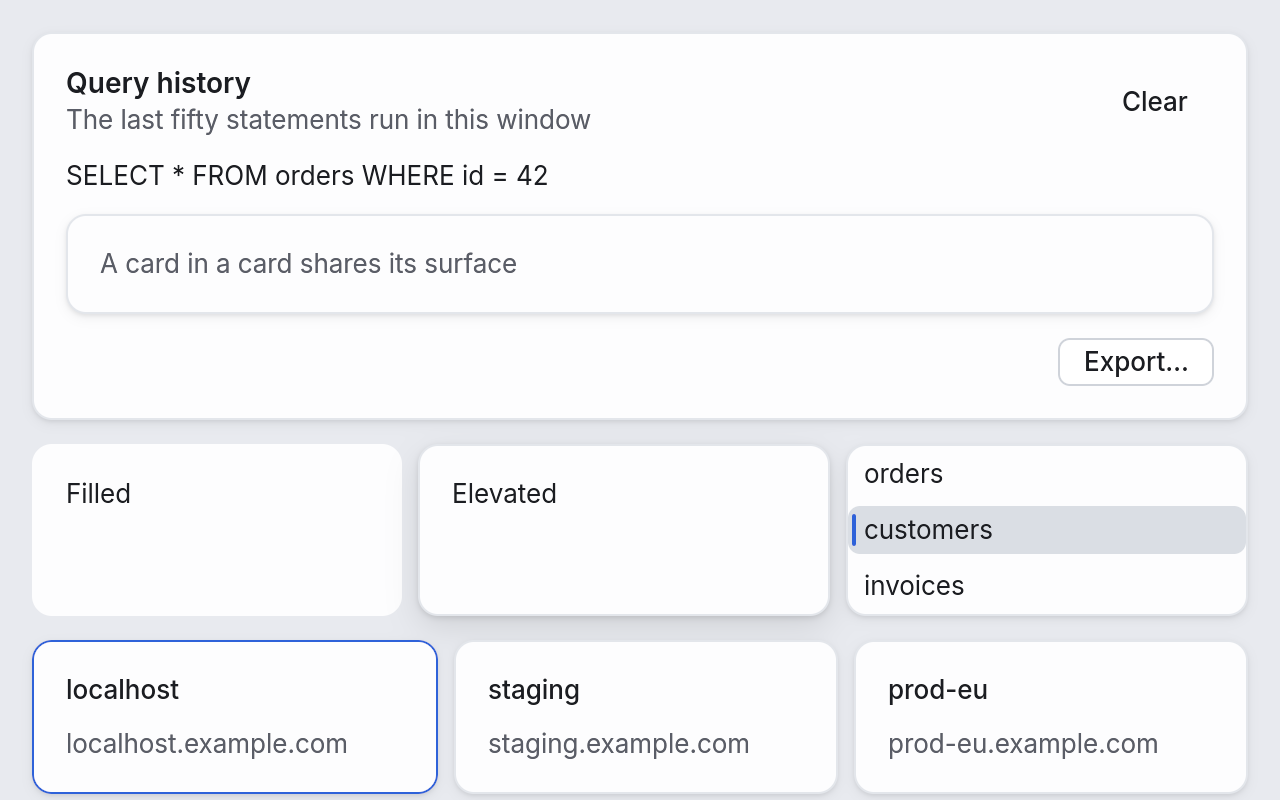 Query history
Clear
The last fifty statements run in this window
SELECT * FROM orders WHERE id = 42
A card in a card shares its surface
Export...
Filled
Elevated
orders
customers
invoices
localhost
localhost.example.com
staging
staging.example.com
prod-eu
prod-eu.example.com